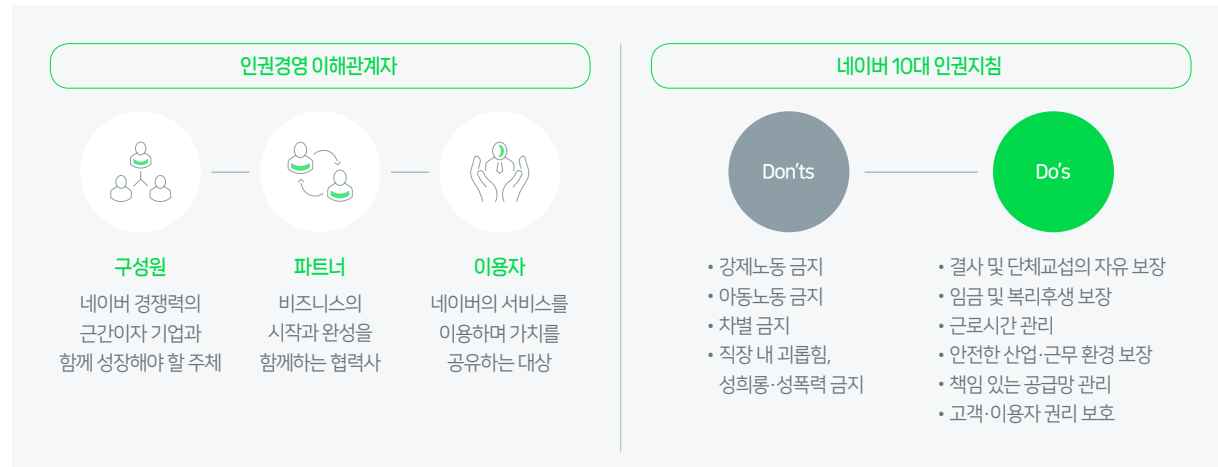 인권경영 이해관계자
구성원
네이버 경쟁력의
근간이자 기업과
함께 성장해야 할 주체
파트너
비즈니스의
시작과 완성을
함께하는 협력사
이용자
네이버의 서비스를
이용하며 가치를
공유하는 대상
네이버 10대 인권지침
Don'ts
• 강제노동 금지
• 아동노동 금지
• 차별 금지
• 직장 내 괴롭힘,
성희롱·성폭력 금지
Do's
• 결사 및 단체교섭의 자유 보장
• 임금 및 복리후생 보장
• 근로시간 관리
• 안전한 산업·근무 환경 보장
• 책임 있는 공급망 관리
• 고객·이용자 권리 보호